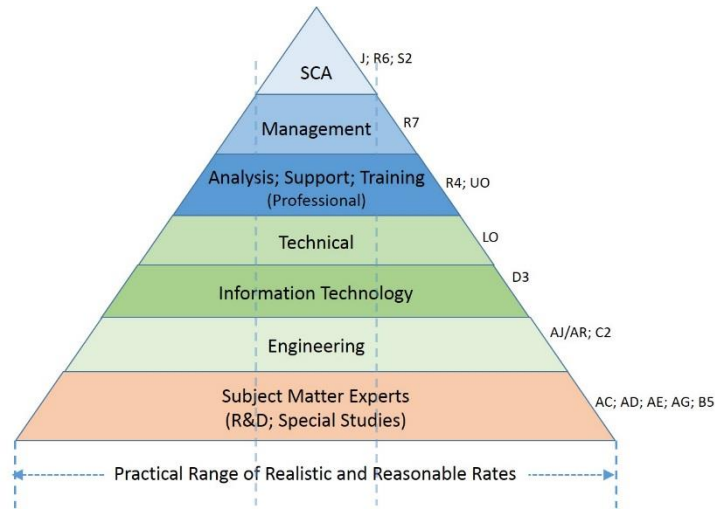 SCA
J; R6; S2
Management
R7
Analysis; Support; Training
(Professional)
R4; UO
Technical
LO
Information Technology
D3
Engineering
AJ/AR; C2
Subject Matter Experts
(R&D; Special Studies)
AC; AD; AE; AG; B5
Practical Range of Realistic and Reasonable Rates